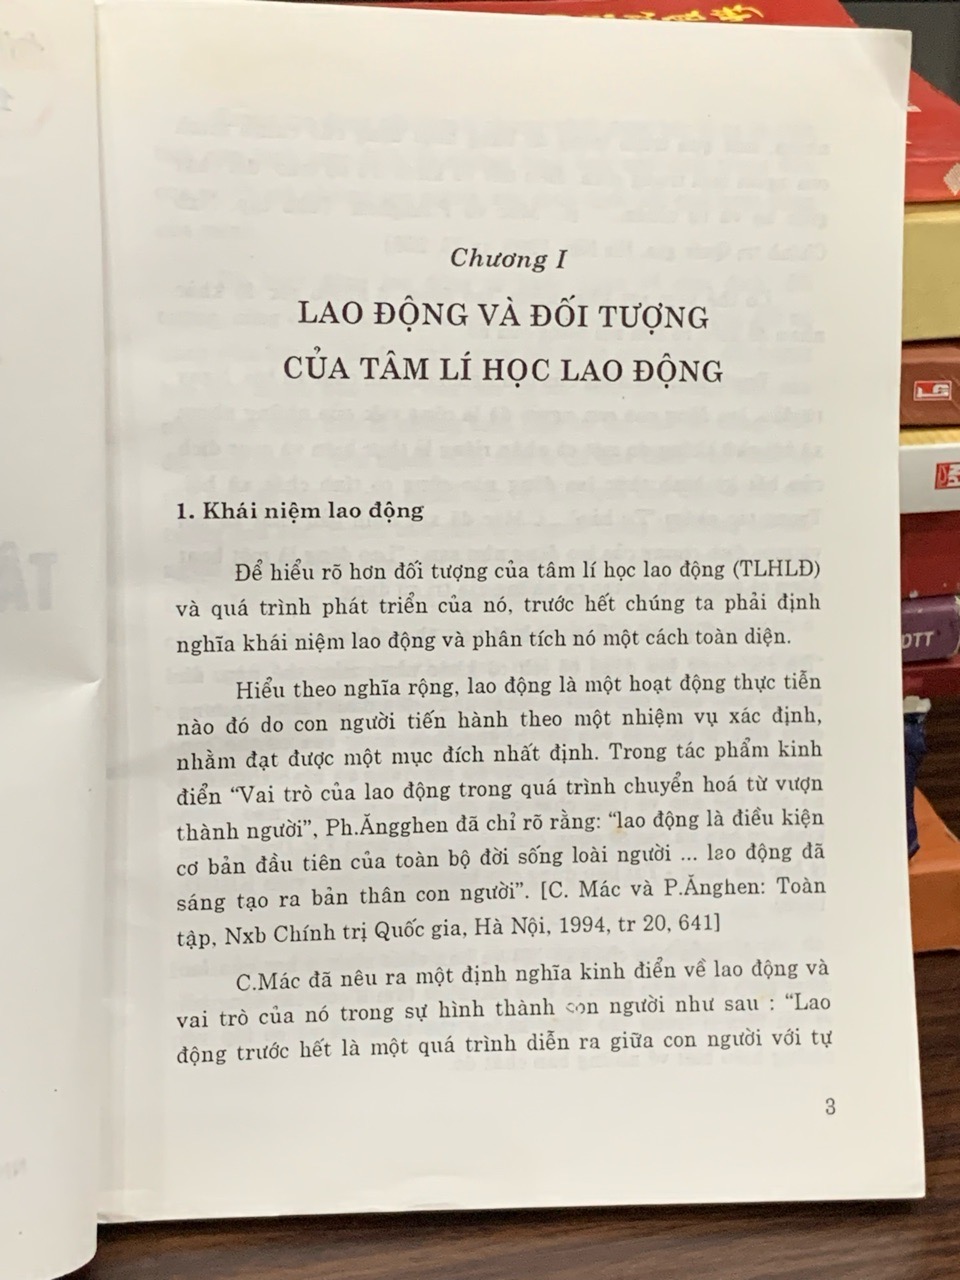 Chương I
LAO ĐỘNG VÀ ĐỐI TƯỢNG
CỦA TÂM LÍ HỌC LAO ĐỘNG
1. Khái niệm lao động
Để hiểu rõ hơn đối tượng của tâm lí học lao động (TLHLĐ)
và quá trình phát triển của nó, trước hết chúng ta phải định
nghĩa khái niệm lao động và phân tích nó một cách toàn diện.
Hiểu theo nghĩa rộng, lao động là một hoạt động thực tiễn
nào đó do con người tiến hành theo một nhiệm vụ xác định,
nhằm đạt được một mục đích nhất định. Trong tác phẩm kinh
điển “Vai trò của lao động trong quá trình chuyển hoá từ vượn
thành người”, Ph.Ăngghen đã chỉ rõ rằng: “lao động là điều kiện
cơ bản đầu tiên của toàn bộ đời sống loài người ... lao động đã
sáng tạo ra bản thân con người”. [C. Mác và P.Ănghen: Toàn
tập, Nxb Chính trị Quốc gia, Hà Nội, 1994, tr 20, 641]
C.Mác đã nêu ra một định nghĩa kinh điển về lao động và
vai trò của nó trong sự hình thành con người như sau : “Lao
động trước hết là một quá trình diễn ra giữa con người với tự
3